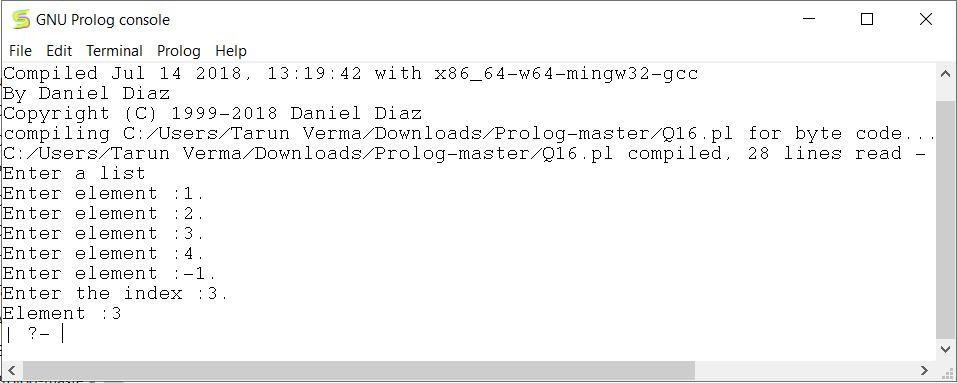 GNU Prolog console
File Edit Terminal Prolog Help
Compiled Jul 14 2018, 13:19:42 with x86_64-w64-mingw32-gcc
By Daniel Diaz
Copyright (C) 1999-2018 Daniel Diaz
compiling C:/Users/Tarun Verma/Downloads/Prolog-master/Q16.pl for byte code...
C:/Users/Tarun Verma/Downloads/Prolog-master/Q16.pl compiled, 28 lines read -
Enter a list
Enter element :1.
Enter element :2.
Enter element :3.
Enter element :4.
Enter element :-1.
Enter the index :3.
Element :3
| ?-